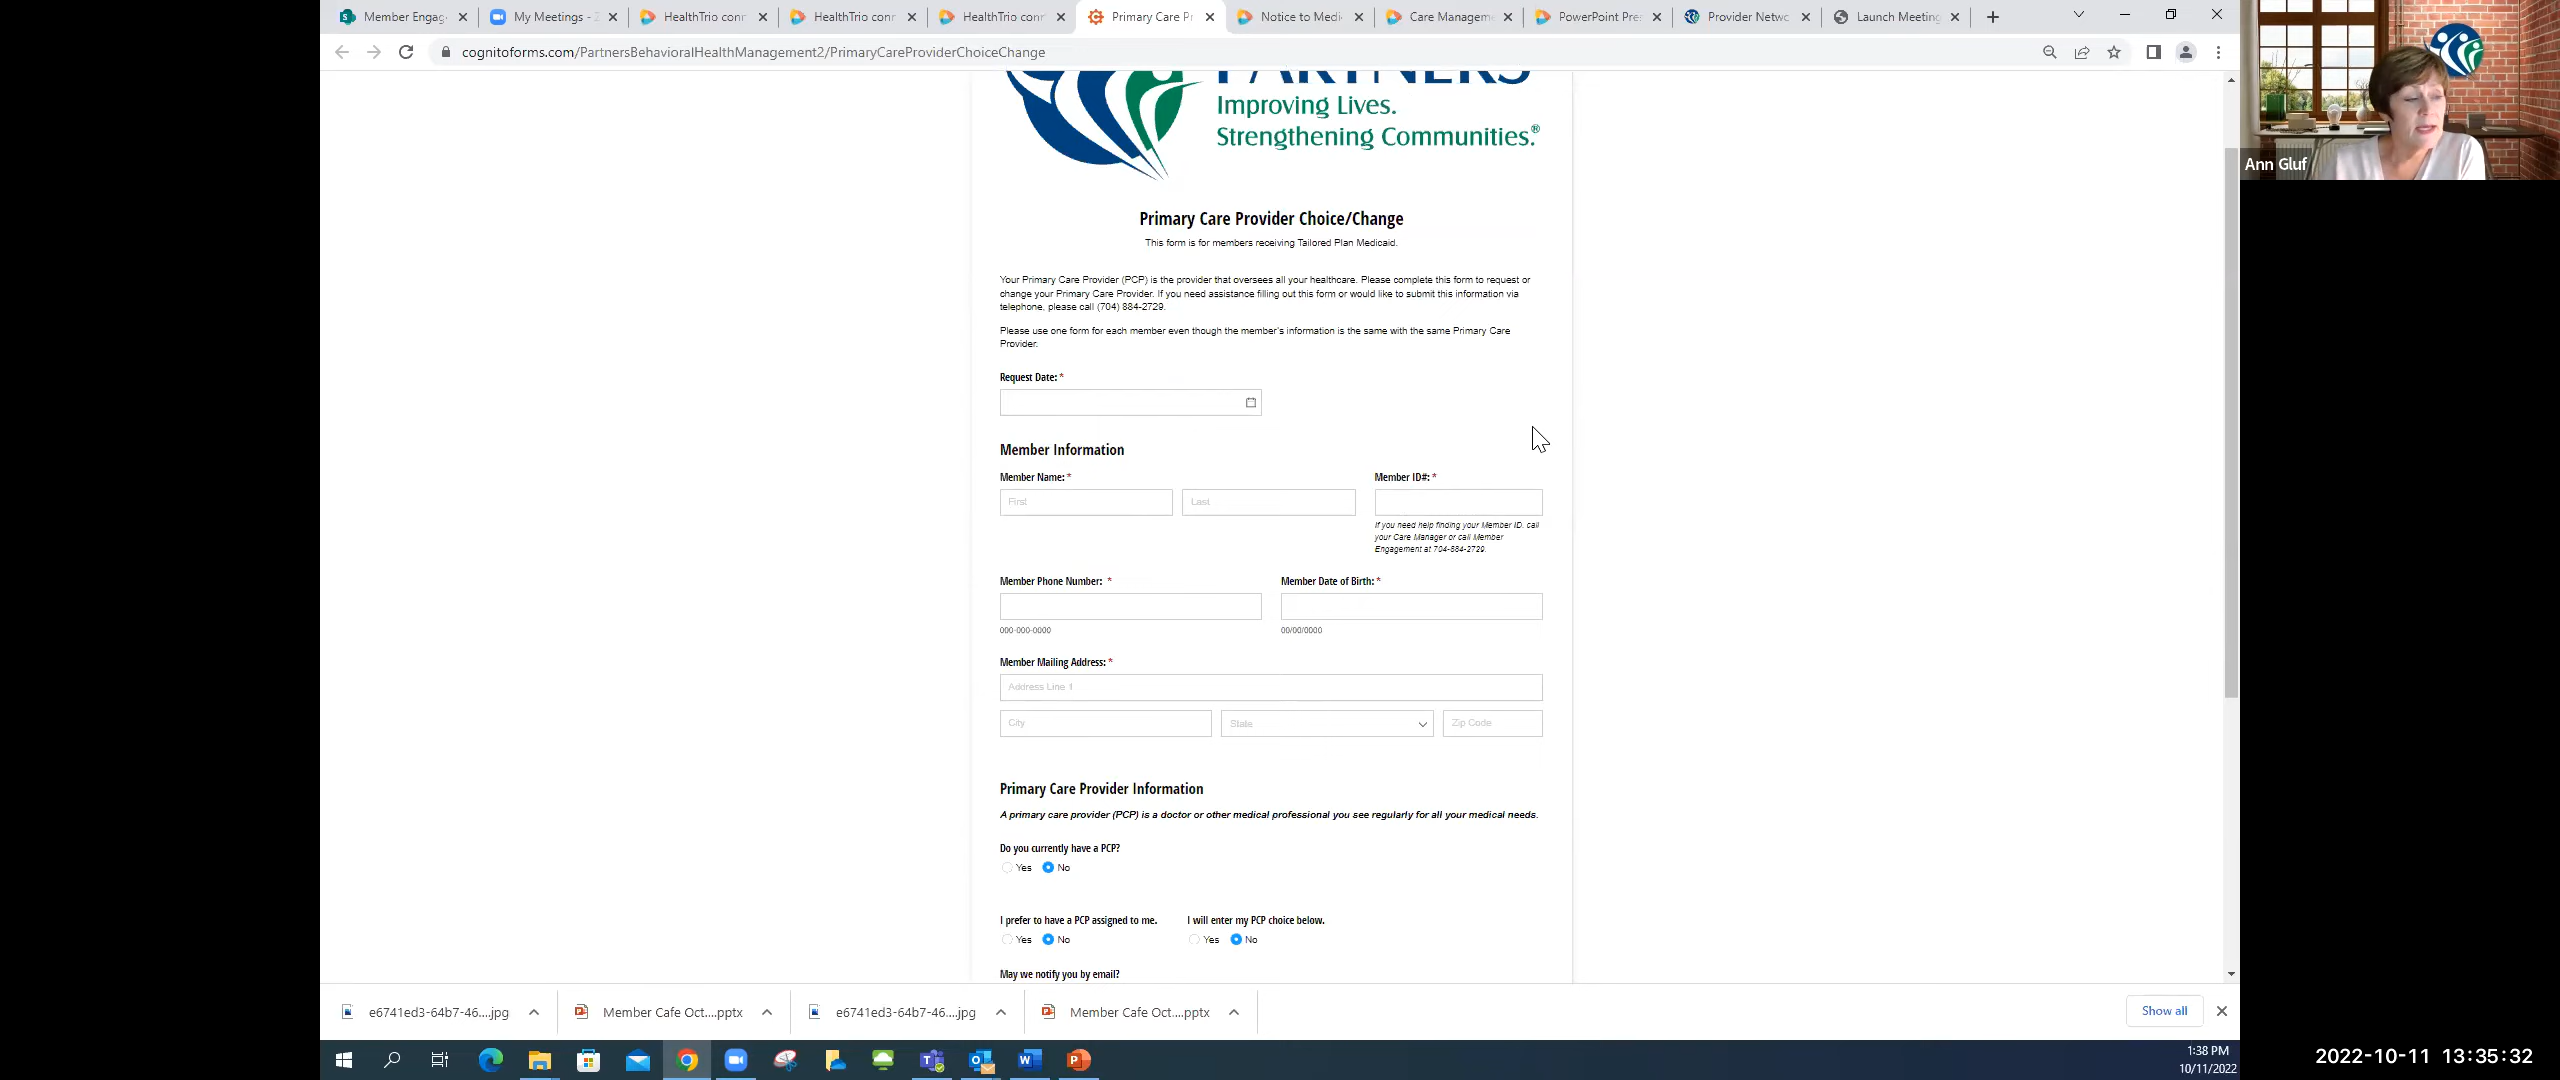 Member Engag
My Meetings - Z
HealthTrio conn
HealthTrio conn
HealthTrio conn
Primary Care Pr
Notice to Medi
Care Managem
PowerPoint Pre
Provider Netwo
Launch Meeting
cognitoforms.com/PartnersBehavioralHealthManagement2/PrimaryCareProviderChoiceChange
PARTNERS
Improving Lives.
Strengthening Communities.®
Ann Gluf
Primary Care Provider Choice/Change
This form is for members receiving Tailored Plan Medicaid.
Your Primary Care Provider (PCP) is the provider that oversees all your healthcare. Please complete this form to request or
change your Primary Care Provider. If you need assistance filling out this form or would like to submit this information via
telephone, please call (704) 884-2729.
Please use one form for each member even though the member's information is the same with the same Primary Care
Provider.
Request Date: *
Member Information
Member Name: * Member ID#: *
First Last
If you need help finding your Member ID, call
your Care Manager or call Member
Engagement at 704-884-2729.
Member Phone Number: * Member Date of Birth: *
000-000-0000 00/00/0000
Member Mailing Address: *
Address Line 1
City State Zip Code
Primary Care Provider Information
A primary care provider (PCP) is a doctor or other medical professional you see regularly for all your medical needs.
Do you currently have a PCP?
Yes No
I prefer to have a PCP assigned to me. I will enter my PCP choice below.
Yes No Yes No
May we notify you by email?
e6741ed3-64b7-46....jpg Member Cafe Oct....pptx e6741ed3-64b7-46....jpg Member Cafe Oct....pptx Show all
1:38 PM
10/11/2022
2022-10-11 13:35:32